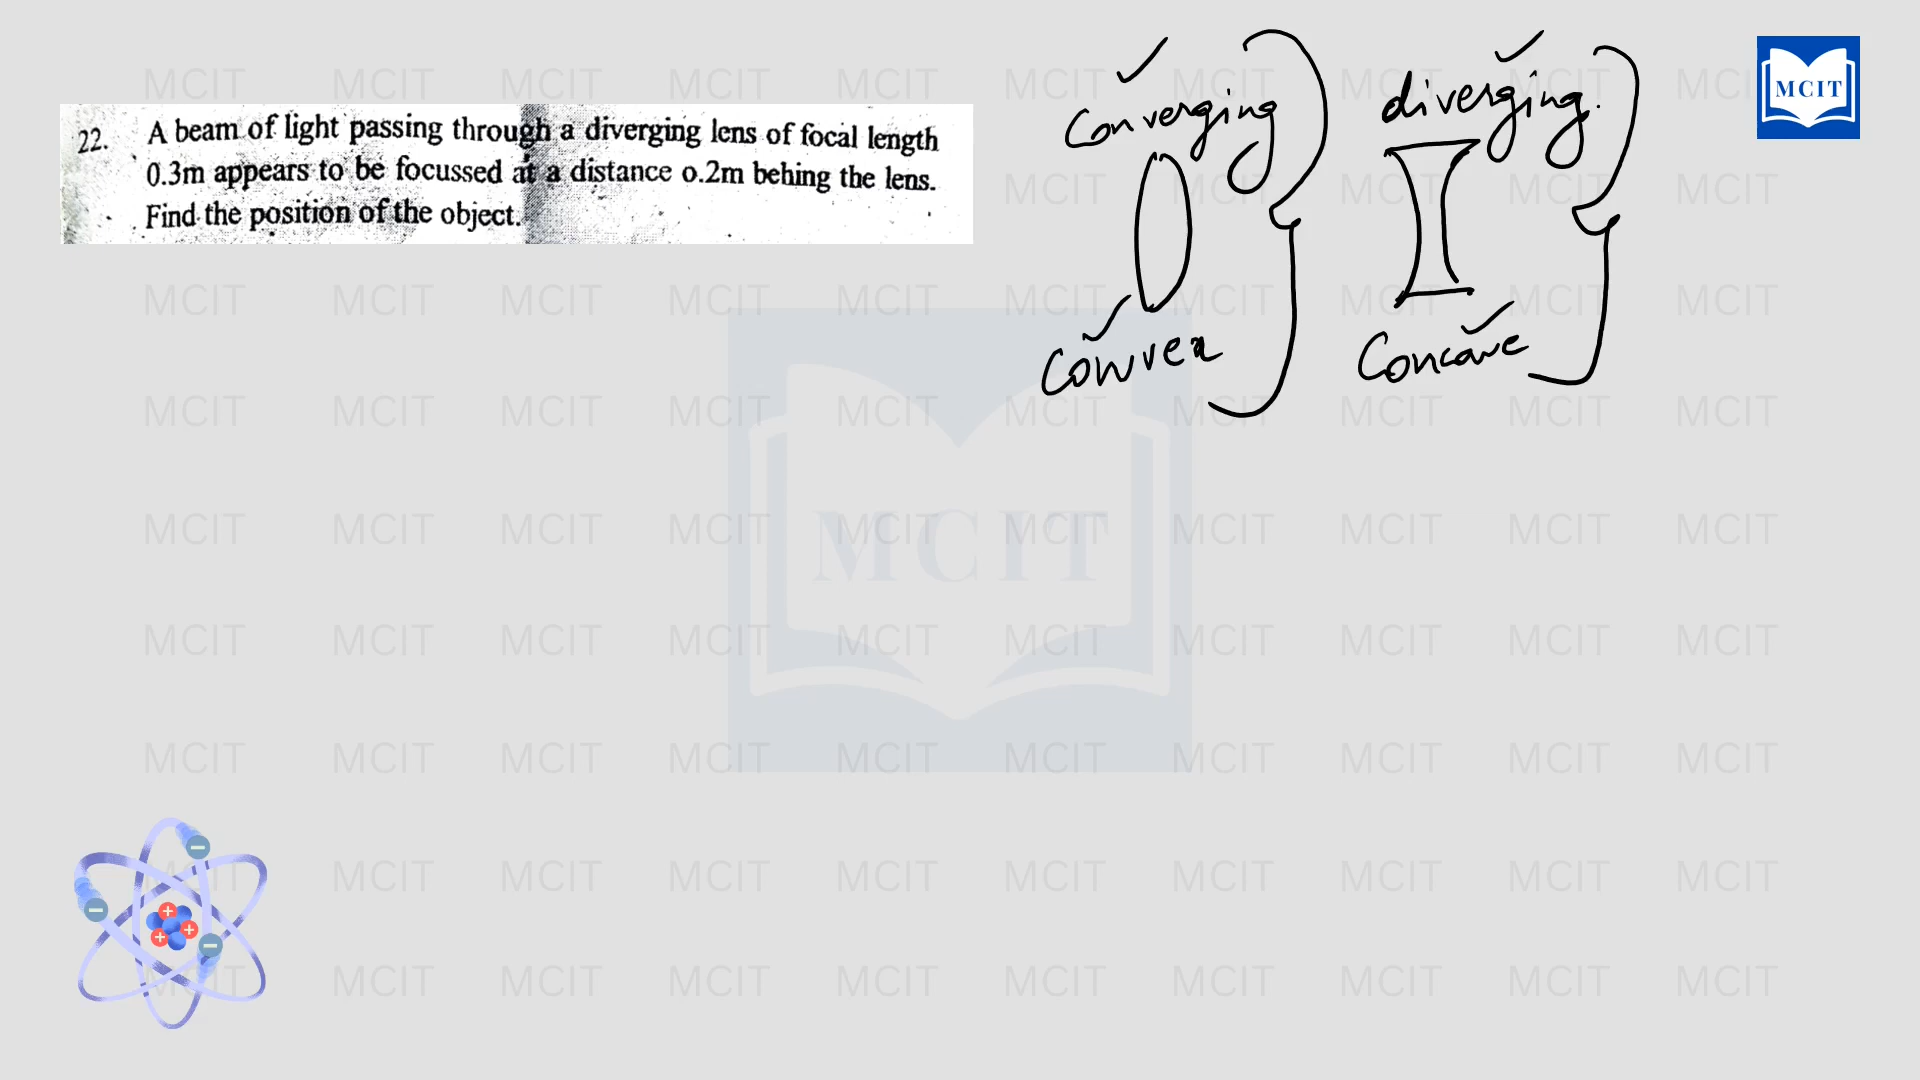 22. A beam of light passing through a diverging lens of focal length
0.3m appears to be focussed at a distance o.2m behing the lens.
Find the position of the object.
converging
diverging.
Convex
Concave
MCIT
MCIT